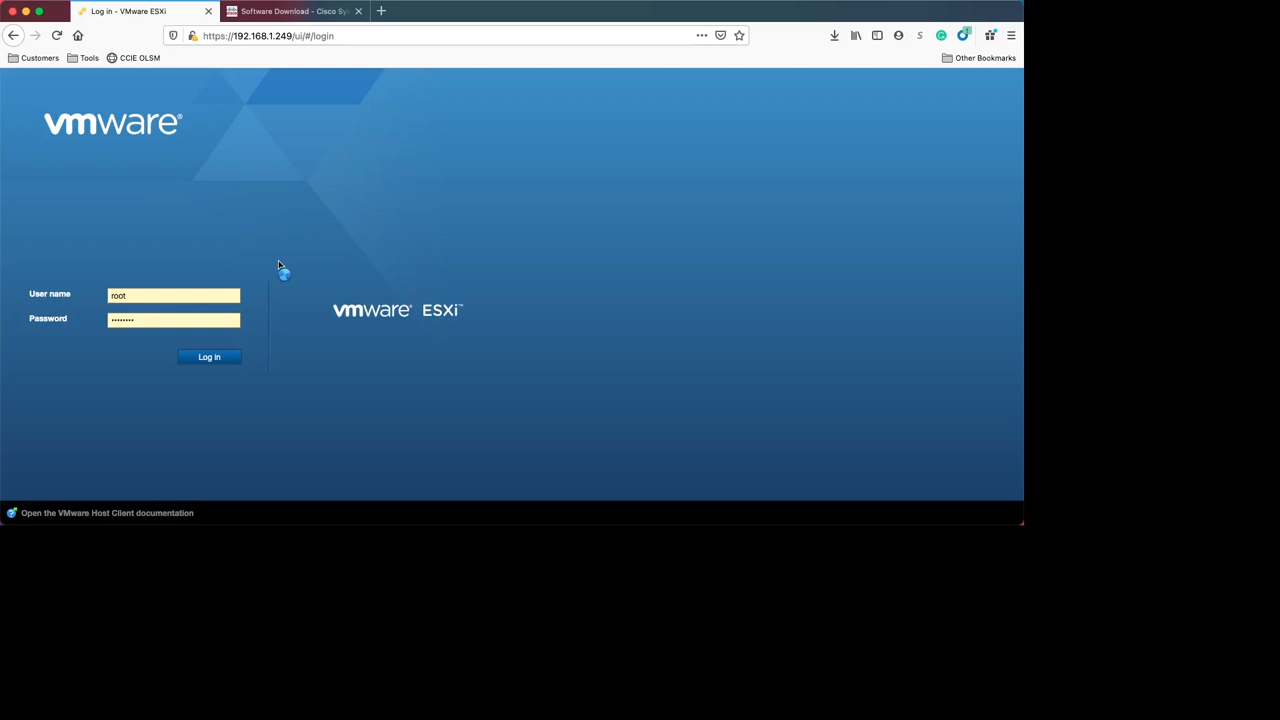 Log in - VMware ESXi
Software Download - Cisco Sy
https://192.168.1.249/ui/#/login
Customers
Tools
CCIE OLSM
Other Bookmarks
vmware®
User name
root
Password
••••••••
Log in
vmware® ESXi™
Open the VMware Host Client documentation